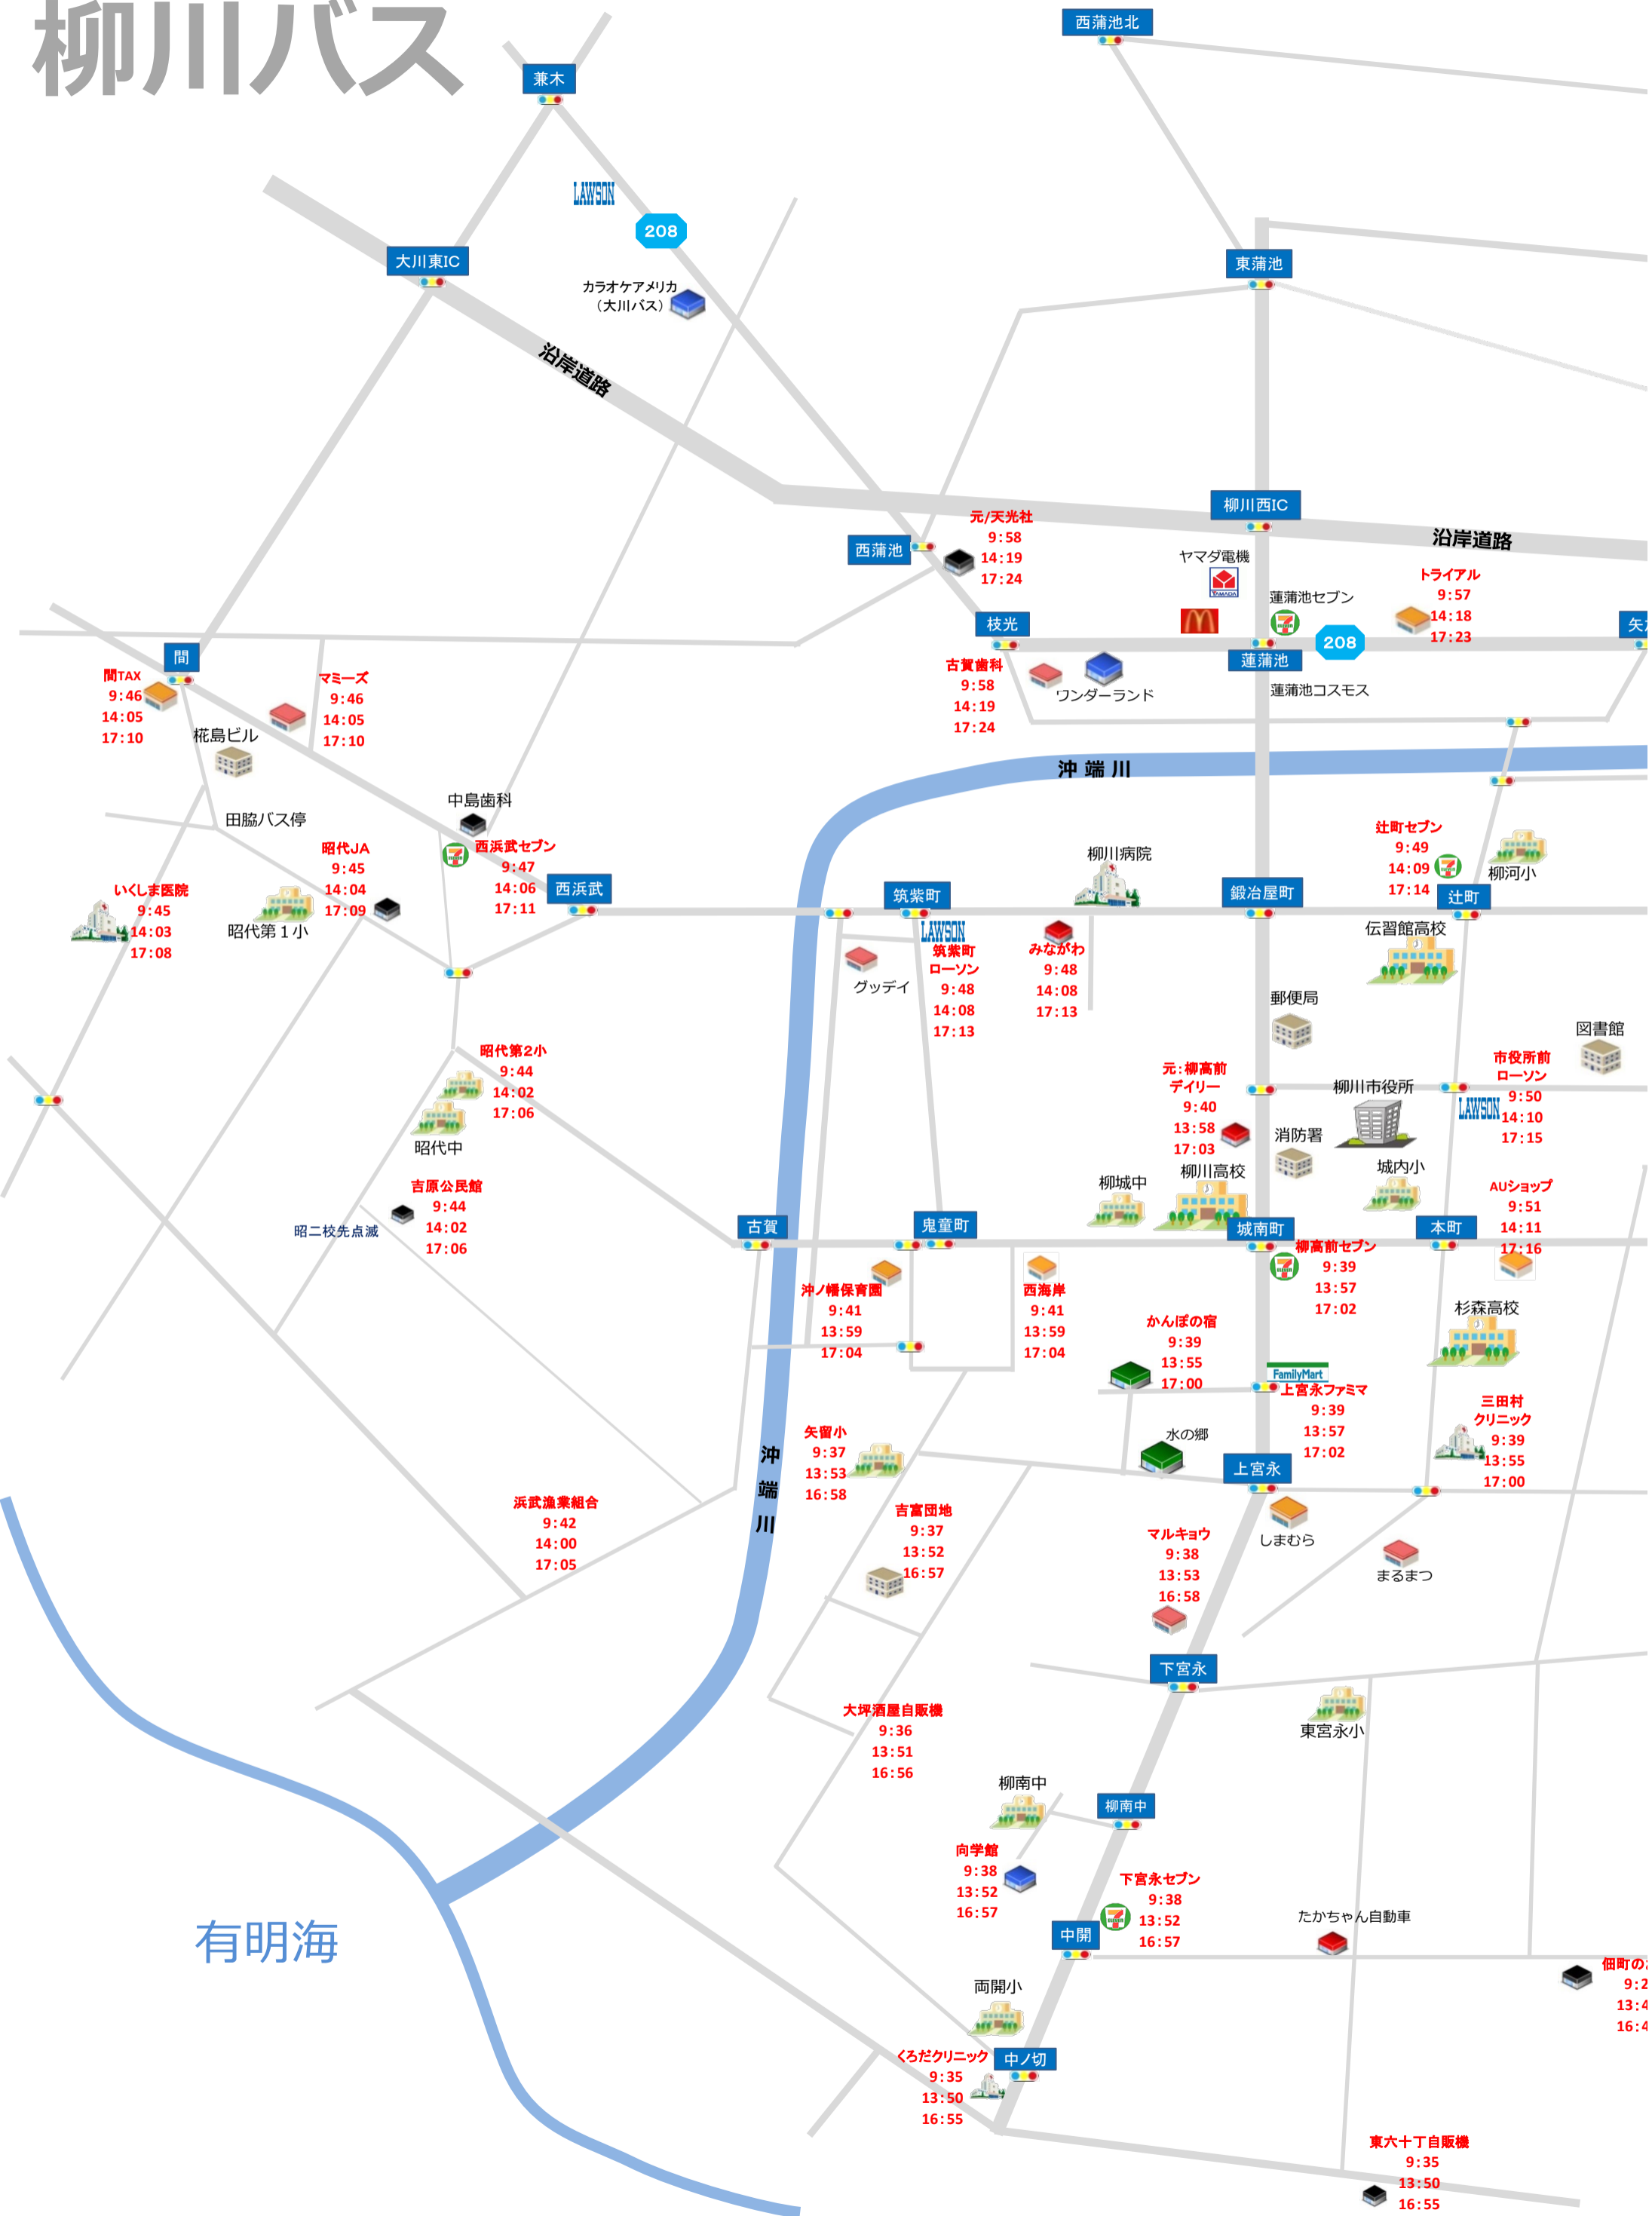 柳川バス
西蒲池北
兼木
LAWSON
208
大川東IC
東蒲池
カラオケアメリカ
（大川バス）
沿岸道路
柳川西IC
元/天光社
9:58
14:19
17:24
西蒲池
沿岸道路
ヤマダ電機
YAMADA
トライアル
9:57
14:18
17:23
蓮蒲池セブン
枝光
208
蓮蒲池
古賀歯科
9:58
14:19
17:24
ワンダーランド
蓮蒲池コスモス
間
間TAX
9:46
14:05
17:10
マミーズ
9:46
14:05
17:10
椛島ビル
沖端川
中島歯科
田脇バス停
西浜武セブン
9:47
14:06
17:11
昭代JA
9:45
14:04
17:09
いくしま医院
9:45
14:03
17:08
昭代第１小
西浜武
筑紫町
柳川病院
鍛冶屋町
辻町セブン
9:49
14:09
17:14
柳河小
辻町
伝習館高校
LAWSON
筑紫町
ローソン
9:48
14:08
17:13
グッデイ
みながわ
9:48
14:08
17:13
郵便局
図書館
昭代第2小
9:44
14:02
17:06
昭代中
元:柳高前
デイリー
9:40
13:58
17:03
柳川市役所
市役所前
ローソン
9:50
14:10
17:15
LAWSON
消防署
柳城中
柳川高校
城内小
吉原公民館
9:44
14:02
17:06
昭二校先点滅
古賀
鬼童町
城南町
本町
AUショップ
9:51
14:11
17:16
柳高前セブン
9:39
13:57
17:02
沖ノ幡保育園
9:41
13:59
17:04
西海岸
9:41
13:59
17:04
かんぽの宿
9:39
13:55
17:00
杉森高校
FamilyMart
上宮永ファミマ
9:39
13:57
17:02
三田村
クリニック
9:39
13:55
17:00
矢留小
9:37
13:53
16:58
水の郷
上宮永
沖端川
浜武漁業組合
9:42
14:00
17:05
吉富団地
9:37
13:52
16:57
しまむら
マルキョウ
9:38
13:53
16:58
まるまつ
下宮永
大坪酒屋自販機
9:36
13:51
16:56
東宮永小
柳南中
柳南中
向学館
9:38
13:52
16:57
下宮永セブン
9:38
13:52
16:57
中開
たかちゃん自動車
有明海
両開小
くろだクリニック
9:35
13:50
16:55
中ノ切
東六十丁自販機
9:35
13:50
16:55